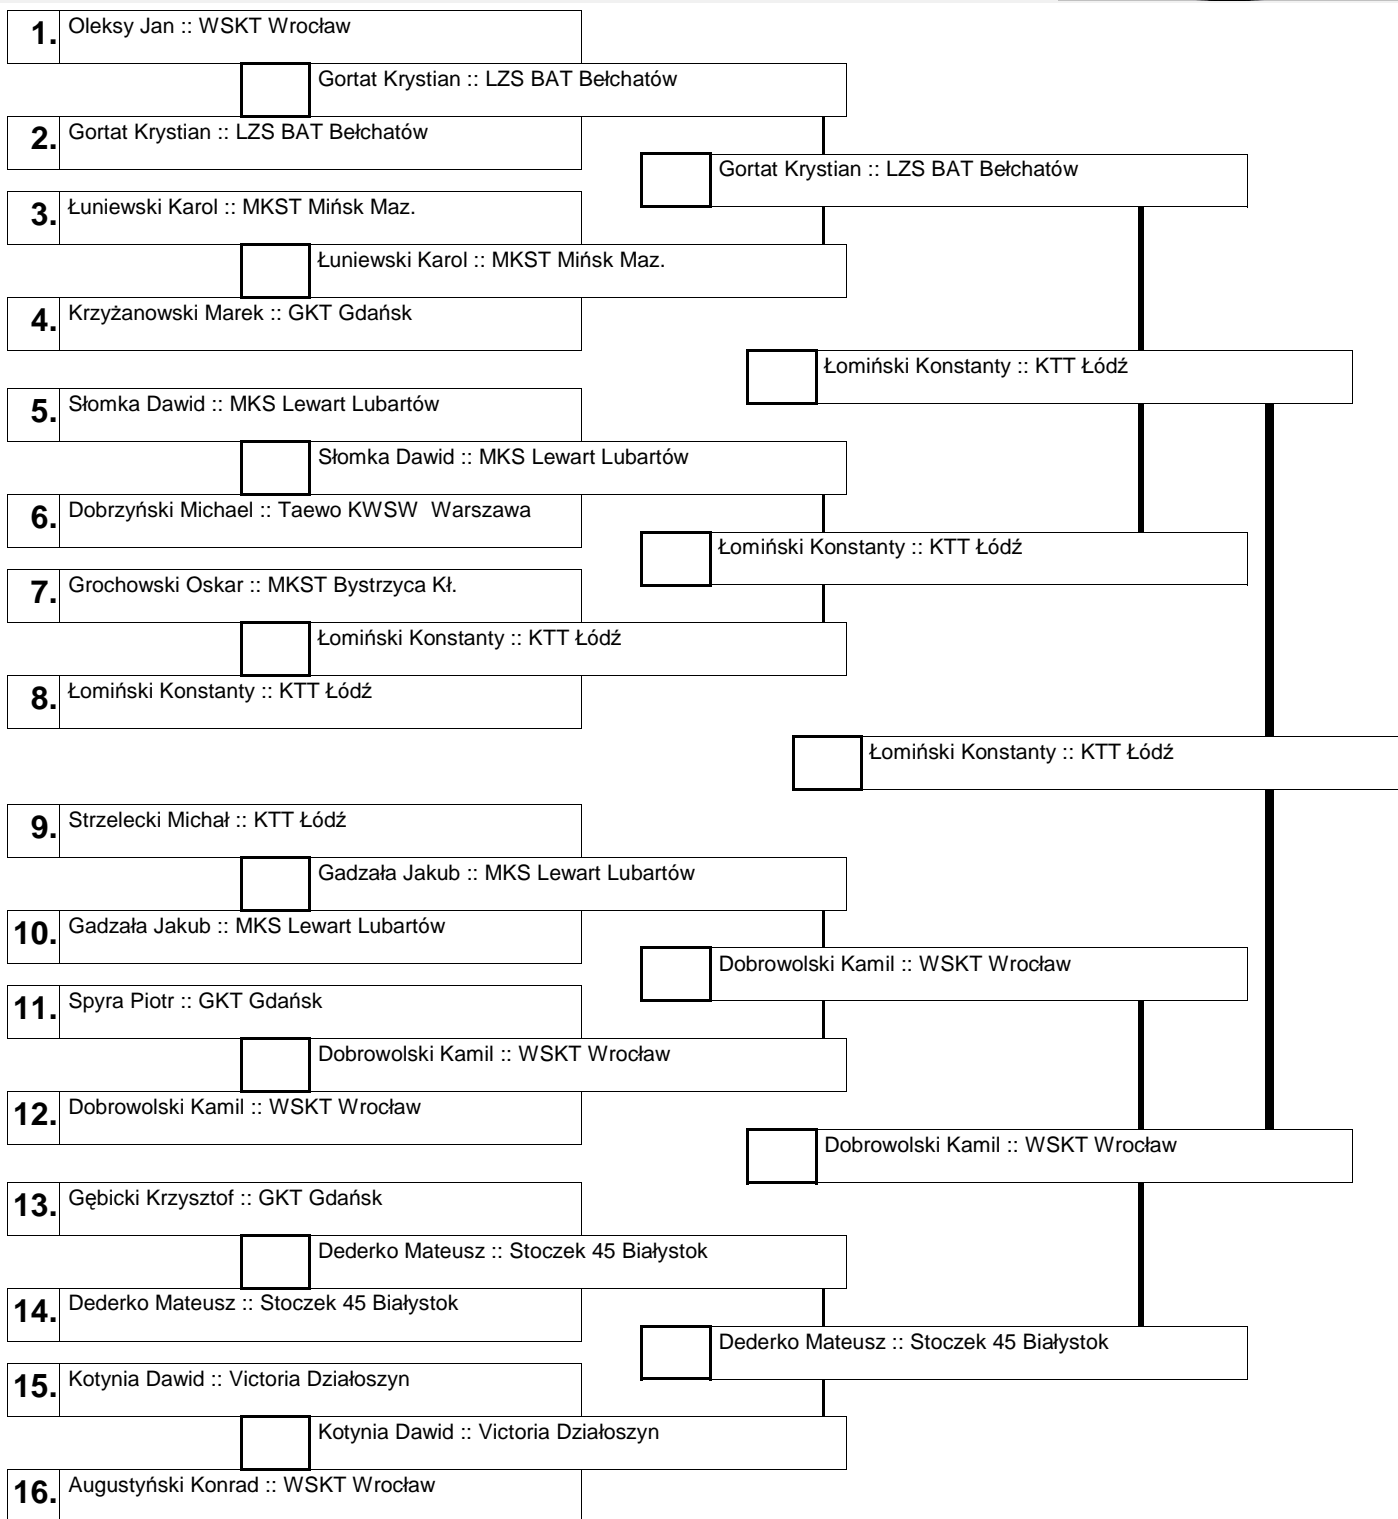 1. Oleksy Jan :: WSKT Wrocław
Gortat Krystian :: LZS BAT Bełchatów
2. Gortat Krystian :: LZS BAT Bełchatów
Gortat Krystian :: LZS BAT Bełchatów
3. Łuniewski Karol :: MKST Mińsk Maz.
Łuniewski Karol :: MKST Mińsk Maz.
4. Krzyżanowski Marek :: GKT Gdańsk
Łomiński Konstanty :: KTT Łódź
5. Słomka Dawid :: MKS Lewart Lubartów
Słomka Dawid :: MKS Lewart Lubartów
6. Dobrzyński Michael :: Taewo KWSW  Warszawa
Łomiński Konstanty :: KTT Łódź
7. Grochowski Oskar :: MKST Bystrzyca Kł.
Łomiński Konstanty :: KTT Łódź
8. Łomiński Konstanty :: KTT Łódź
Łomiński Konstanty :: KTT Łódź
9. Strzelecki Michał :: KTT Łódź
Gadzała Jakub :: MKS Lewart Lubartów
10. Gadzała Jakub :: MKS Lewart Lubartów
Dobrowolski Kamil :: WSKT Wrocław
11. Spyra Piotr :: GKT Gdańsk
Dobrowolski Kamil :: WSKT Wrocław
12. Dobrowolski Kamil :: WSKT Wrocław
Dobrowolski Kamil :: WSKT Wrocław
13. Gębicki Krzysztof :: GKT Gdańsk
Dederko Mateusz :: Stoczek 45 Białystok
14. Dederko Mateusz :: Stoczek 45 Białystok
Dederko Mateusz :: Stoczek 45 Białystok
15. Kotynia Dawid :: Victoria Działoszyn
Kotynia Dawid :: Victoria Działoszyn
16. Augustyński Konrad :: WSKT Wrocław